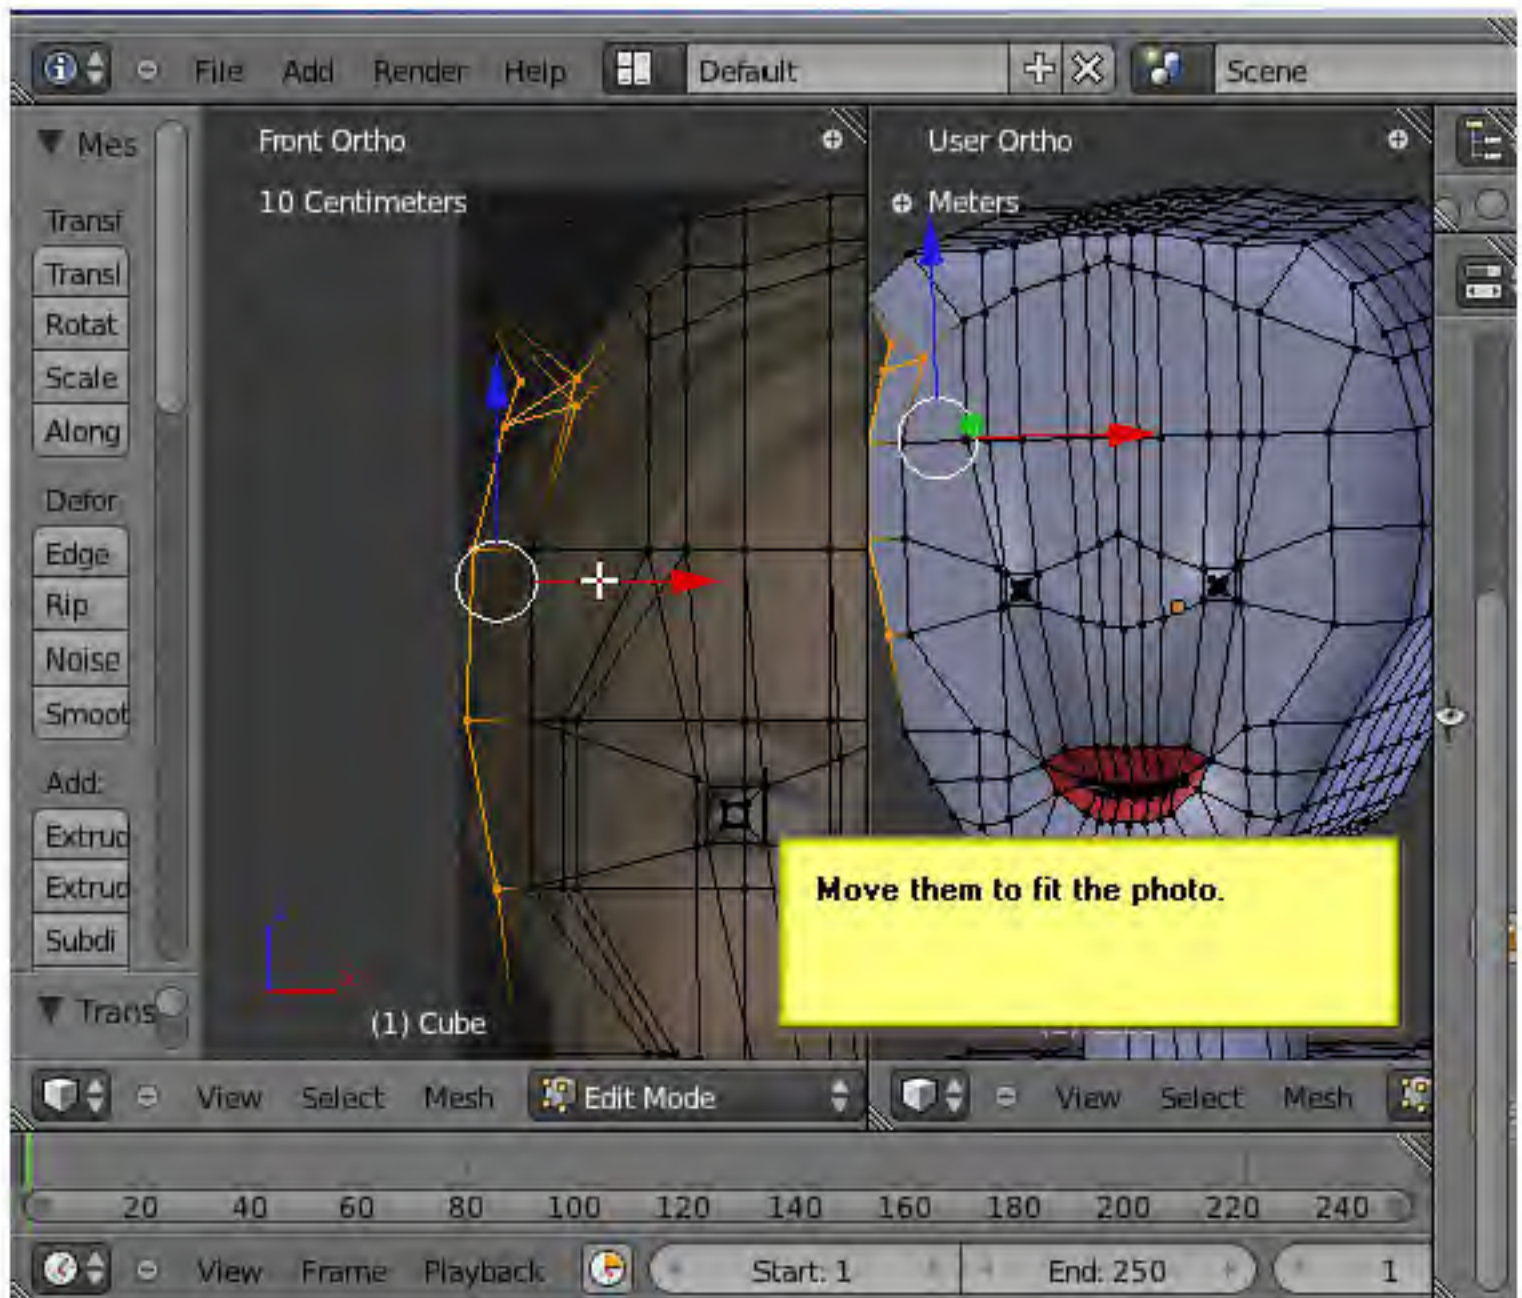 File Add Render Help Default Scene
Mes
Front Ortho
User Ortho
10 Centimeters
Meters
Transf
Transl
Rotat
Scale
Along
Defor
Edge
Rip
Noise
Smoot
Add:
Extrud
Extrud
Subdi
Trans
Move them to fit the photo.
(1) Cube
View Select Mesh Edit Mode
View Select Mesh
20 40 60 80 100 120 140 160 180 200 220 240
View Frame Playback Start: 1 End: 250 1